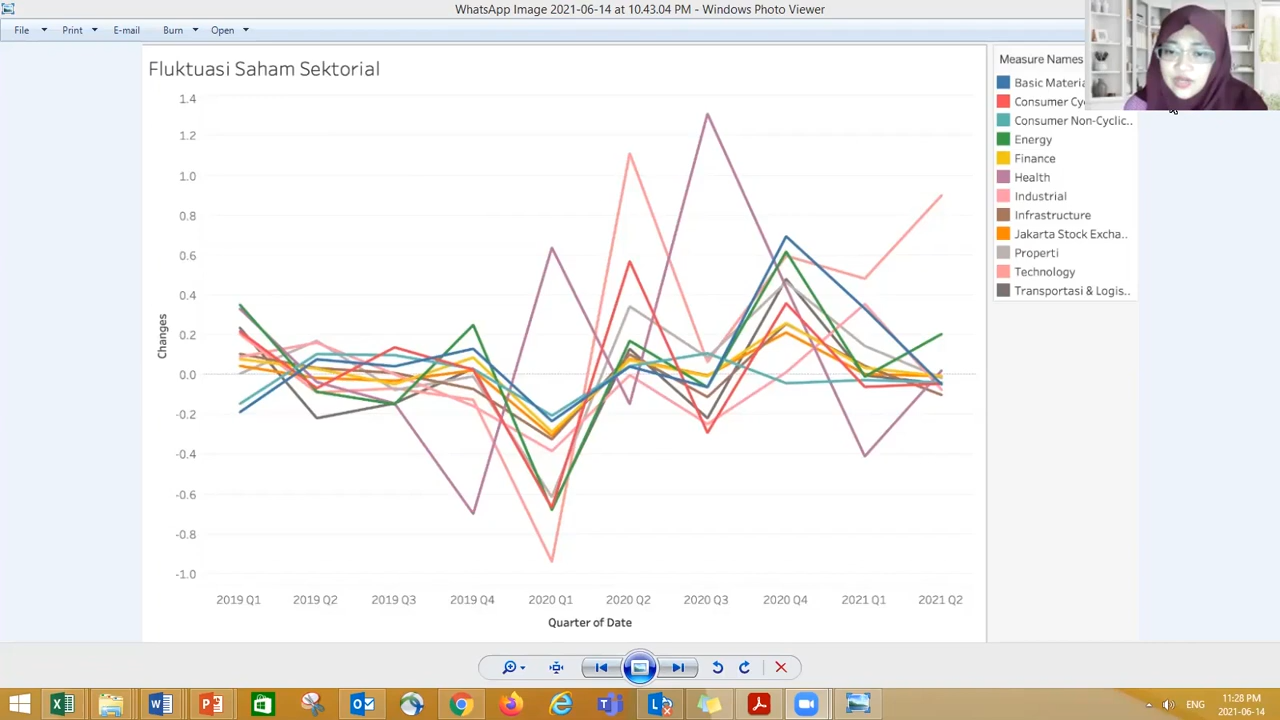 WhatsApp Image 2021-06-14 at 10.43.04 PM - Windows Photo Viewer
File Print E-mail Burn Open
Fluktuasi Saham Sektorial
1.4
1.2
1.0
0.8
0.6
0.4
0.2
0.0
-0.2
-0.4
-0.6
-0.8
-1.0
Changes
2019 Q1 2019 Q2 2019 Q3 2019 Q4 2020 Q1 2020 Q2 2020 Q3 2020 Q4 2021 Q1 2021 Q2
Quarter of Date
Measure Names
Basic Materia
Consumer Cy
Consumer Non-Cyclic..
Energy
Finance
Health
Industrial
Infrastructure
Jakarta Stock Excha..
Properti
Technology
Transportasi & Logis..
ENG
11:28 PM
2021-06-14